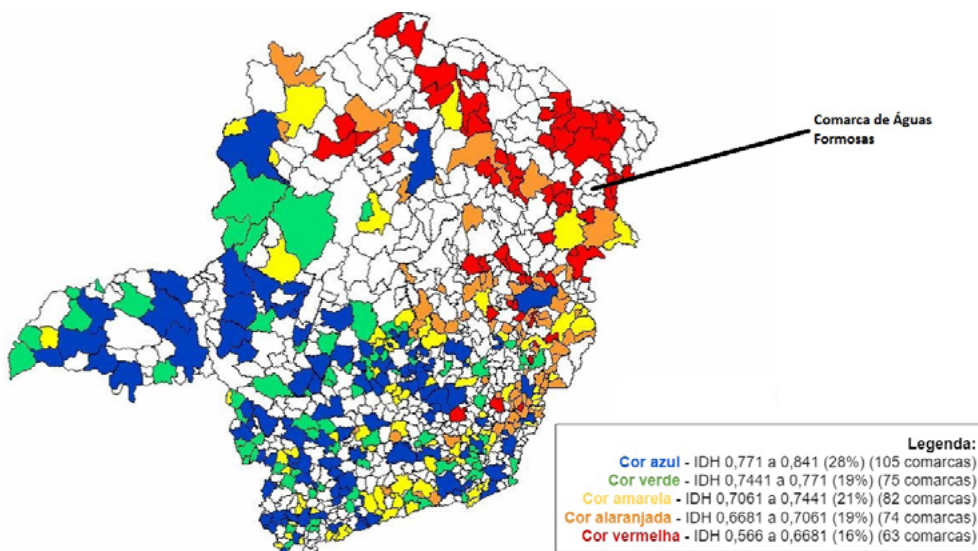 Comarca de Águas
Formosas
Legenda:
Cor azul - IDH 0,771 a 0,841 (28%) (105 comarcas)
Cor verde - IDH 0,7441 a 0,771 (19%) (75 comarcas)
Cor amarela - IDH 0,7061 a 0,7441 (21%) (82 comarcas)
Cor alaranjada - IDH 0,6681 a 0,7061 (19%) (74 comarcas)
Cor vermelha - IDH 0,566 a 0,6681 (16%) (63 comarcas)